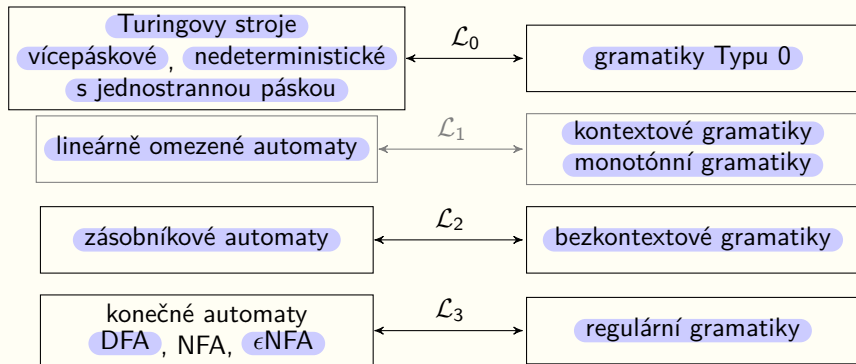 Turingovy stroje
vícepáskové, nedeterministické
s jednostrannou páskou
ℒ₀
gramatiky Typu 0
lineárně omezené automaty
ℒ₁
kontextové gramatiky
monotónní gramatiky
zásobníkové automaty
ℒ₂
bezkontextové gramatiky
konečné automaty
DFA, NFA, ϵNFA
ℒ₃
regulární gramatiky